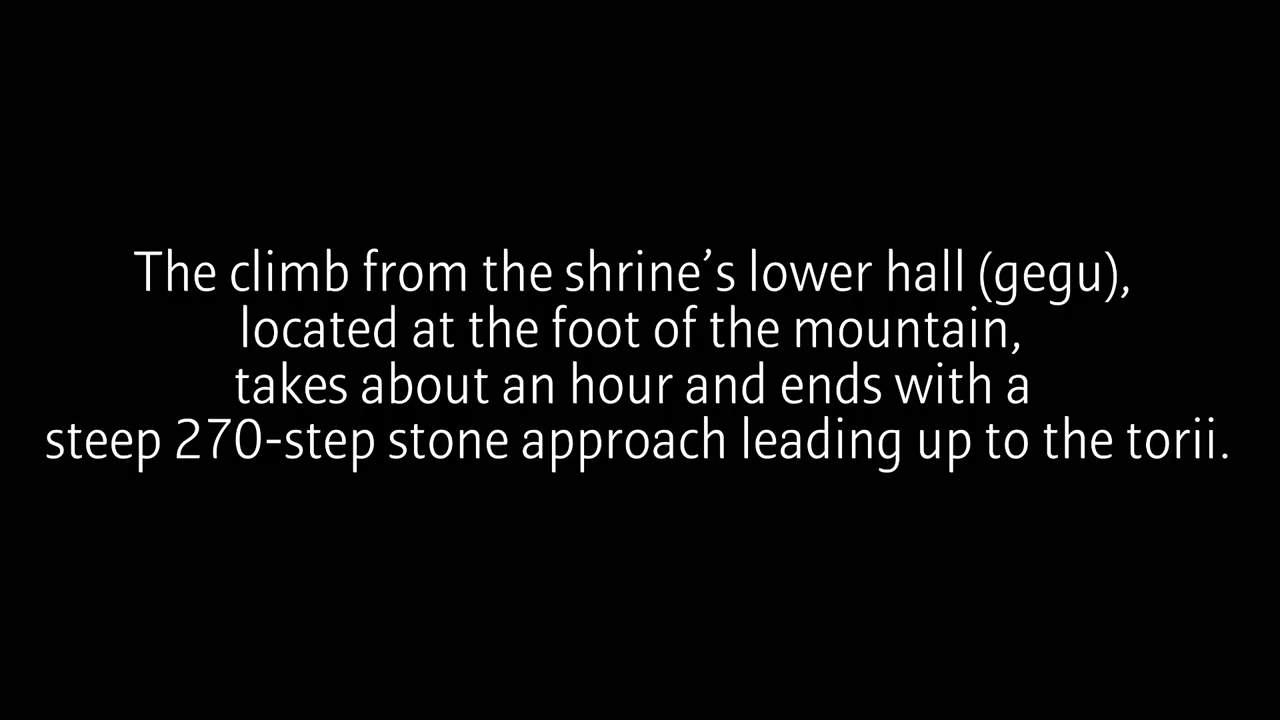 The climb from the shrine’s lower hall (gegu),
located at the foot of the mountain,
takes about an hour and ends with a
steep 270-step stone approach leading up to the torii.